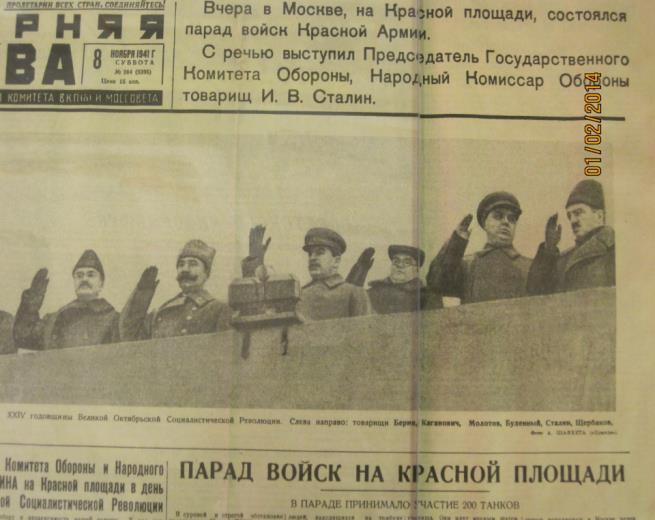 ПРОЛЕТАРИИ ВСЕХ СТРАН, СОЕДИНЯЙТЕСЬ!
РНЯЯ
ВА
8
НОЯБРЯ 1941 Г
СУББОТА
№ 264 (5395)
Цена 15 коп.
КОМИТЕТА ВКП(б) И МОССОВЕТА
Вчера в Москве, на Красной площади, состоялся
парад войск Красной Армии.
С речью выступил Председатель Государственного
Комитета Обороны, Народный Комиссар Обороны
товарищ И. В. Сталин.
01/02/2014
XXIV годовщины Великой Октябрьской Социалистической Революции. Слева направо: товарищи Берия, Каганович, Молотов, Буденный, Сталин, Щербаков,
Фото А. ШАЙХЕТА
Комитета Обороны и Народного
ИНА на Красной площади в день
ой Социалистической Революции
ПАРАД ВОЙСК НА КРАСНОЙ ПЛОЩАДИ
В ПАРАДЕ ПРИНИМАЛО УЧАСТИЕ 200 ТАНКОВ